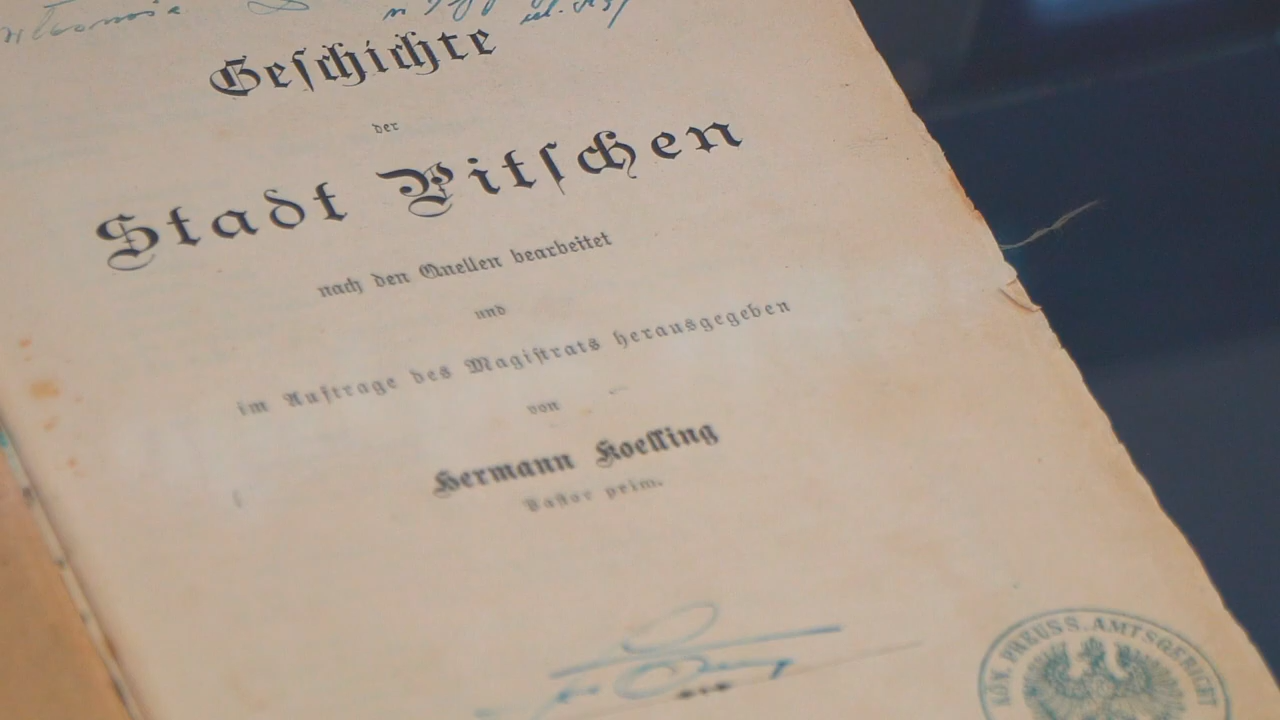 Geschichte
der
Stadt Pitschen
nach den Quellen bearbeitet
und
im Auftrage des Magistrats herausgegeben
von
Hermann Koelling
Pastor prim.
KÖN. PREUSS. AMTSGERICHT